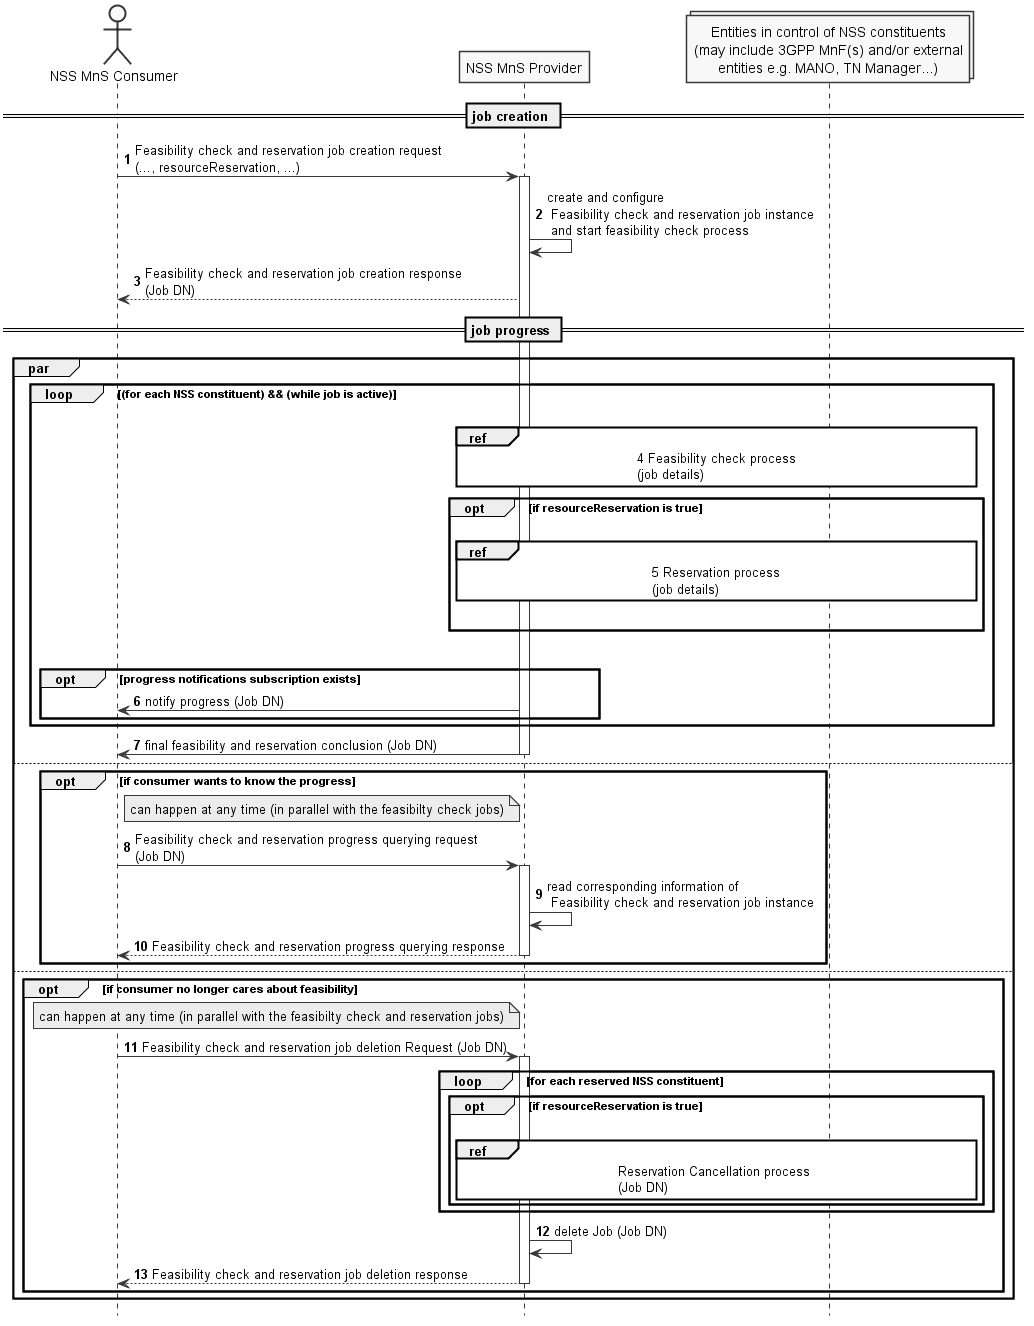 NSS MnS Consumer
NSS MnS Provider
Entities in control of NSS constituents
(may include 3GPP MnF(s) and/or external
entities e.g. MANO, TN Manager...)
job creation
1 Feasibility check and reservation job creation request
(..., resourceReservation, ...)
create and configure
2 Feasibility check and reservation job instance
and start feasibility check process
3 Feasibility check and reservation job creation response
(Job DN)
job progress
par
loop [(for each NSS constituent) && (while job is active)]
ref
4 Feasibility check process
(job details)
opt [if resourceReservation is true]
ref
5 Reservation process
(job details)
opt [progress notifications subscription exists]
6 notify progress (Job DN)
7 final feasibility and reservation conclusion (Job DN)
opt [if consumer wants to know the progress]
can happen at any time (in parallel with the feasibilty check jobs)
8 Feasibility check and reservation progress querying request
(Job DN)
9 read corresponding information of
Feasibility check and reservation job instance
10 Feasibility check and reservation progress querying response
opt [if consumer no longer cares about feasibility]
can happen at any time (in parallel with the feasibilty check and reservation jobs)
11 Feasibility check and reservation job deletion Request (Job DN)
loop [for each reserved NSS constituent]
opt [if resourceReservation is true]
ref
Reservation Cancellation process
(Job DN)
12 delete Job (Job DN)
13 Feasibility check and reservation job deletion response